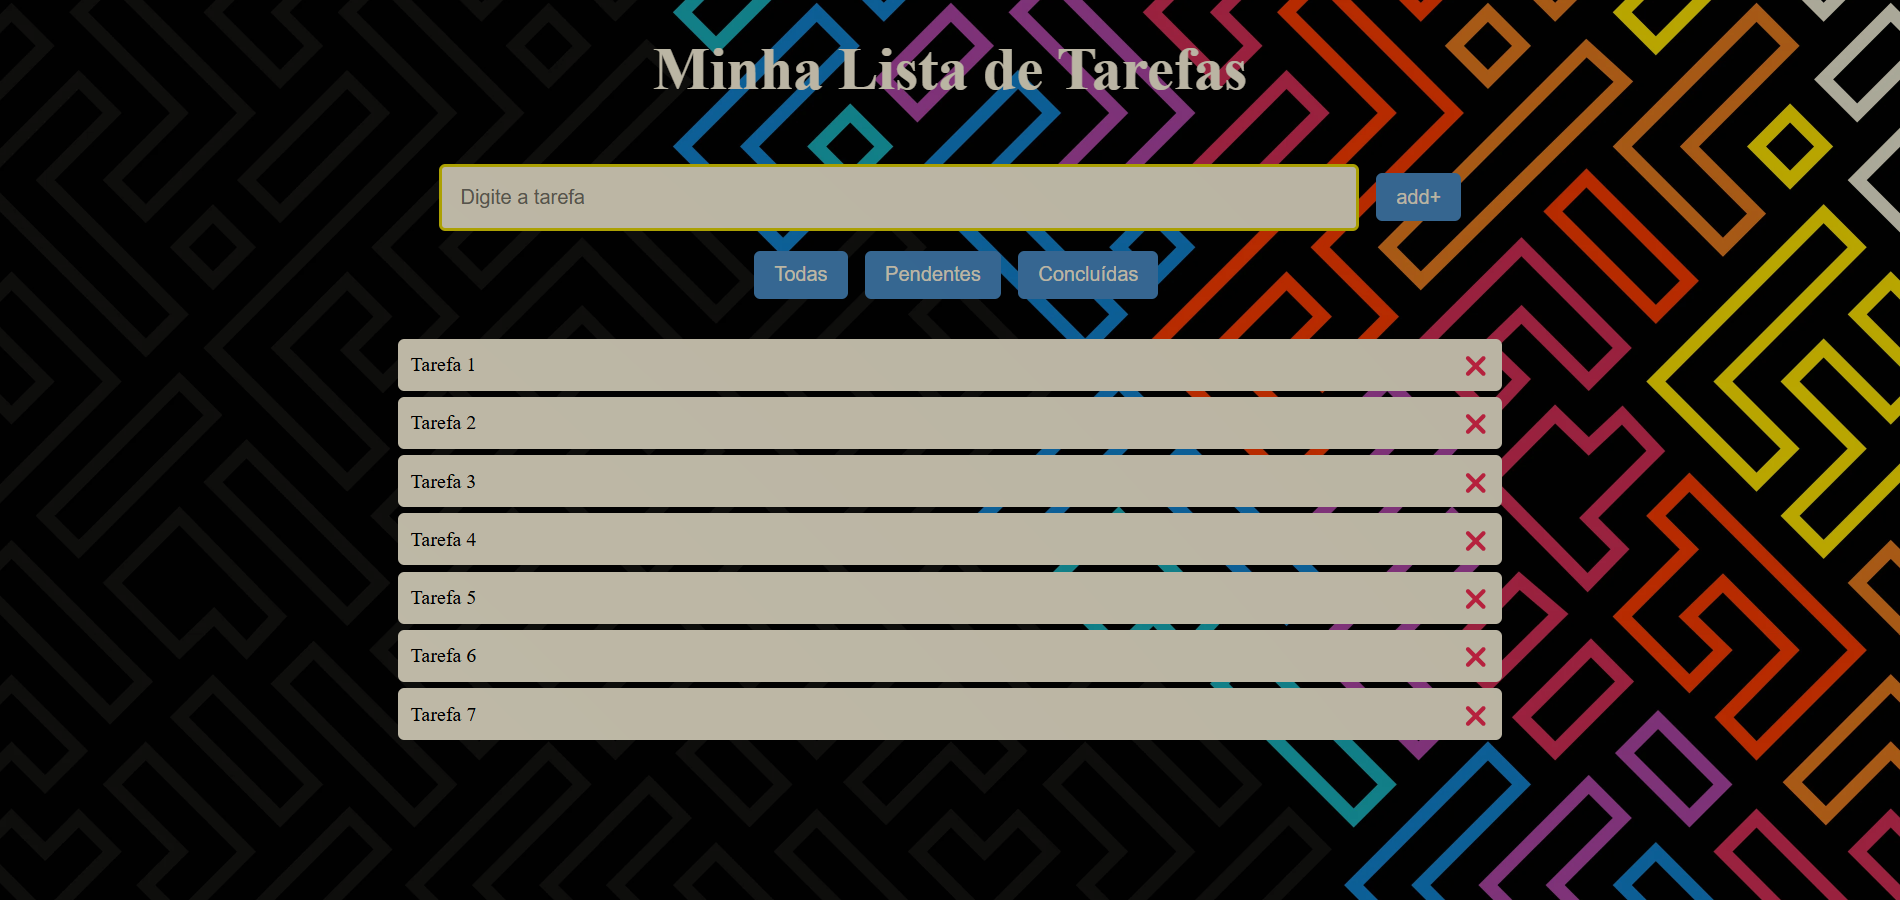 Minha Lista de Tarefas
Digite a tarefa
add+
Todas
Pendentes
Concluídas
Tarefa 1
Tarefa 2
Tarefa 3
Tarefa 4
Tarefa 5
Tarefa 6
Tarefa 7